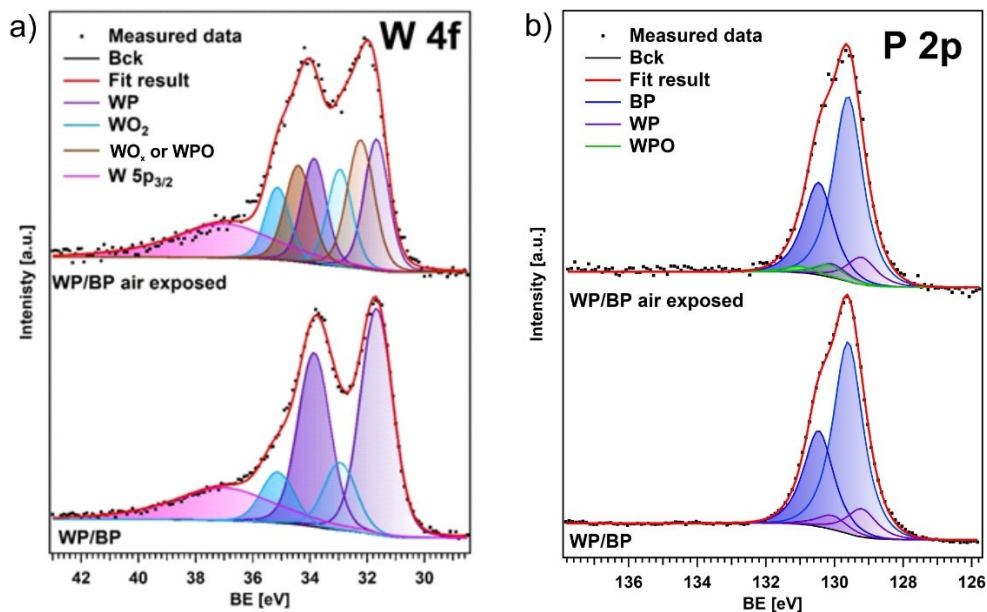 a)
W 4f
Measured data
Bck
Fit result
WP
WO₂
WOₓ or WPO
W 5p₃/₂
WP/BP air exposed
WP/BP
Intenisty [a.u.]
42 40 38 36 34 32 30
BE [eV]
b)
P 2p
Measured data
Bck
Fit result
BP
WP
WPO
WP/BP air exposed
WP/BP
Intensity [a.u.]
136 134 132 130 128 126
BE [eV]